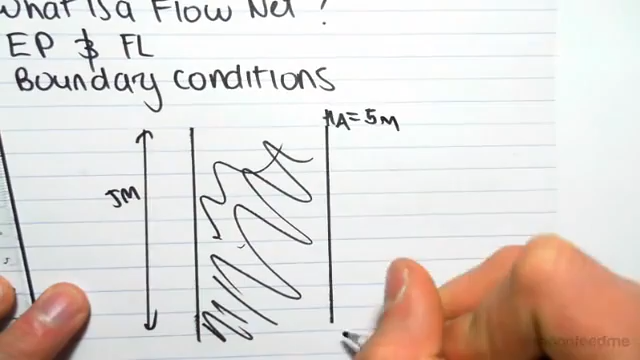 What is a Flow Net?
EP & FL
Boundary conditions
HA = 5M
5M